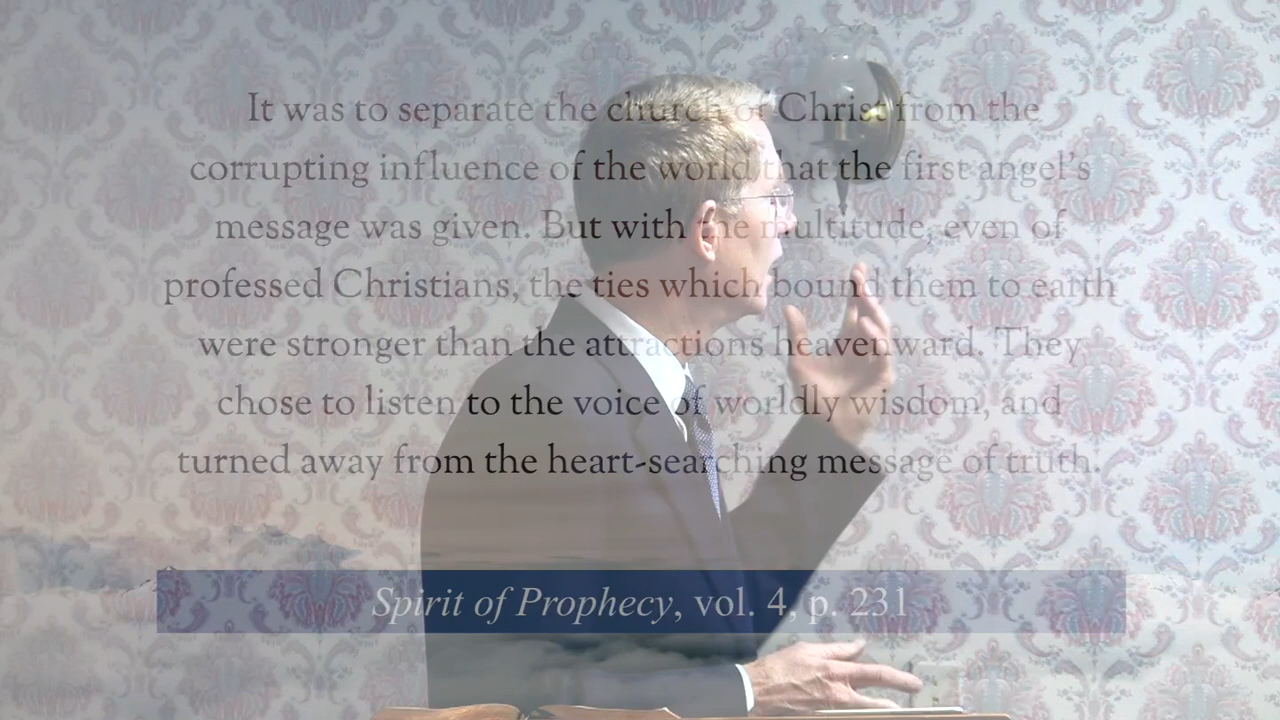 It was to separate the church of Christ from the
corrupting influence of the world that the first angel's
message was given. But with the multitude, even of
professed Christians, the ties which bound them to earth
were stronger than the attractions heavenward. They
chose to listen to the voice of worldly wisdom, and
turned away from the heart-searching message of truth.
Spirit of Prophecy, vol. 4, p. 231